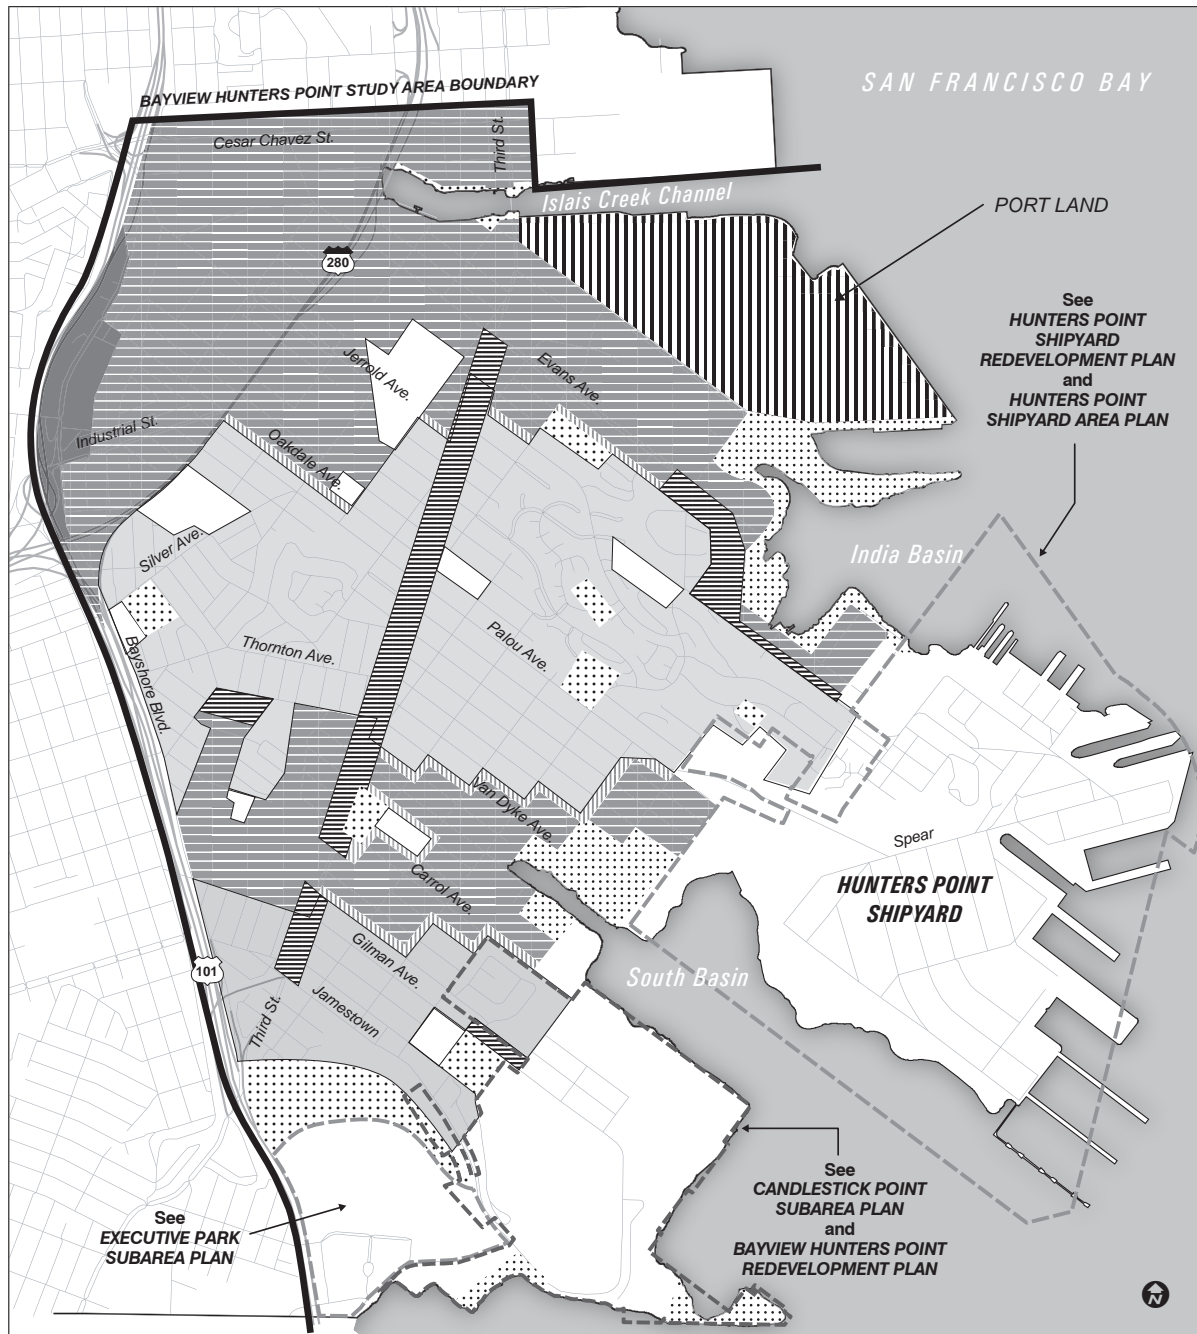 SAN FRANCISCO BAY
BAYVIEW HUNTERS POINT STUDY AREA BOUNDARY
Cesar Chavez St.
Third St.
Islais Creek Channel
PORT LAND
280
See
HUNTERS POINT
SHIPYARD
REDEVELOPMENT PLAN
and
HUNTERS POINT
SHIPYARD AREA PLAN
Jerrold Ave.
Evans Ave.
Industrial St.
Oakdale Ave.
Silver Ave.
India Basin
Bayshore Blvd.
Thornton Ave.
Palou Ave.
Van Dyke Ave.
Spear
HUNTERS POINT
SHIPYARD
Carrol Ave.
Gilman Ave.
101
South Basin
Jamestown
Third St.
See
EXECUTIVE PARK
SUBAREA PLAN
See
CANDLESTICK POINT
SUBAREA PLAN
and
BAYVIEW HUNTERS POINT
REDEVELOPMENT PLAN
N